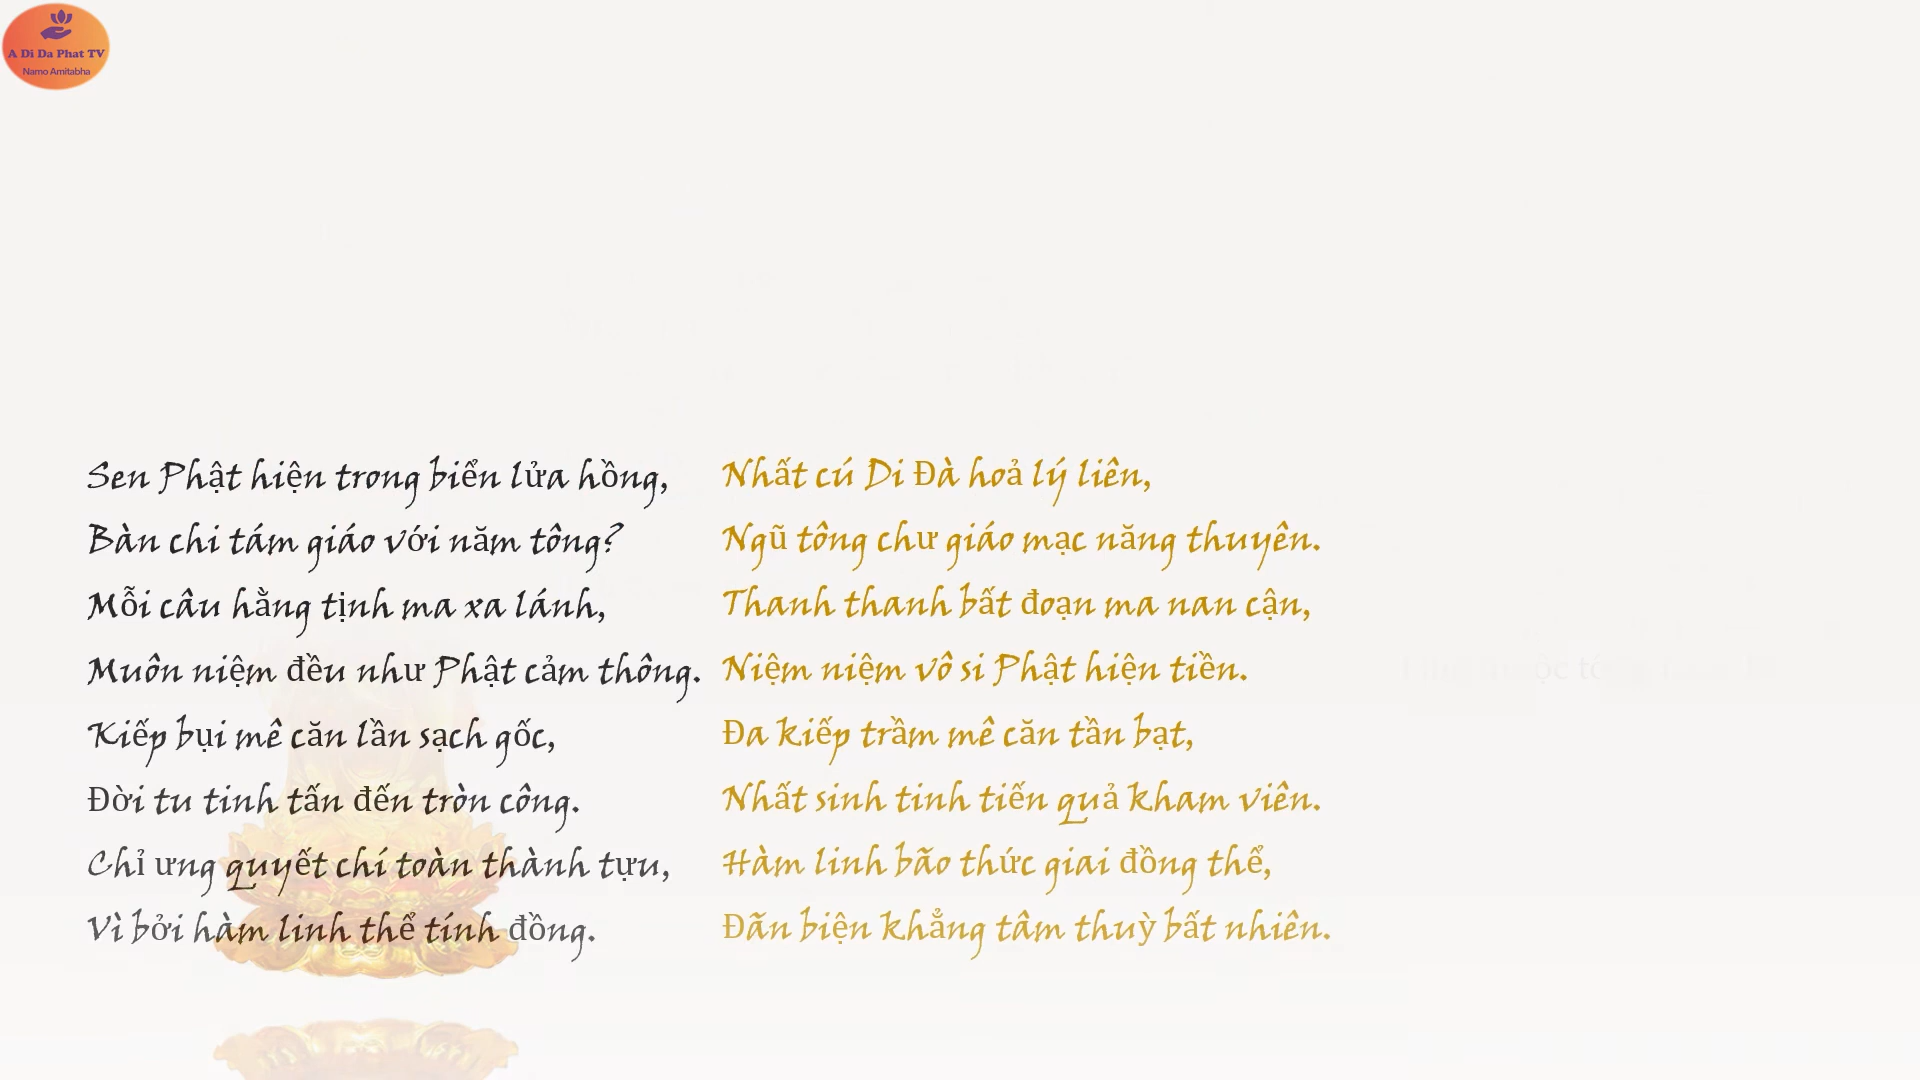 A Di Da Phat TV
Namo Amitabha
Sen Phật hiện trong biển lửa hồng,
Bàn chi tám giáo với năm tông?
Mỗi câu hằng tịnh ma xa lánh,
Muôn niệm đều như Phật cảm thông.
Kiếp bụi mê căn lần sạch gốc,
Đời tu tinh tấn đến tròn công.
Chỉ ưng quyết chí toàn thành tựu,
Vì bởi hàm linh thể tính đồng.
Nhất cú Di Đà hoả lý liên,
Ngũ tông chư giáo mạc năng thuyên.
Thanh thanh bất đoạn ma nan cận,
Niệm niệm vô si Phật hiện tiền.
Đa kiếp trầm mê căn tần bạt,
Nhất sinh tinh tiến quả kham viên.
Hàm linh bão thức giai đồng thể,
Đãn biện khẳng tâm thuỳ bất nhiên.